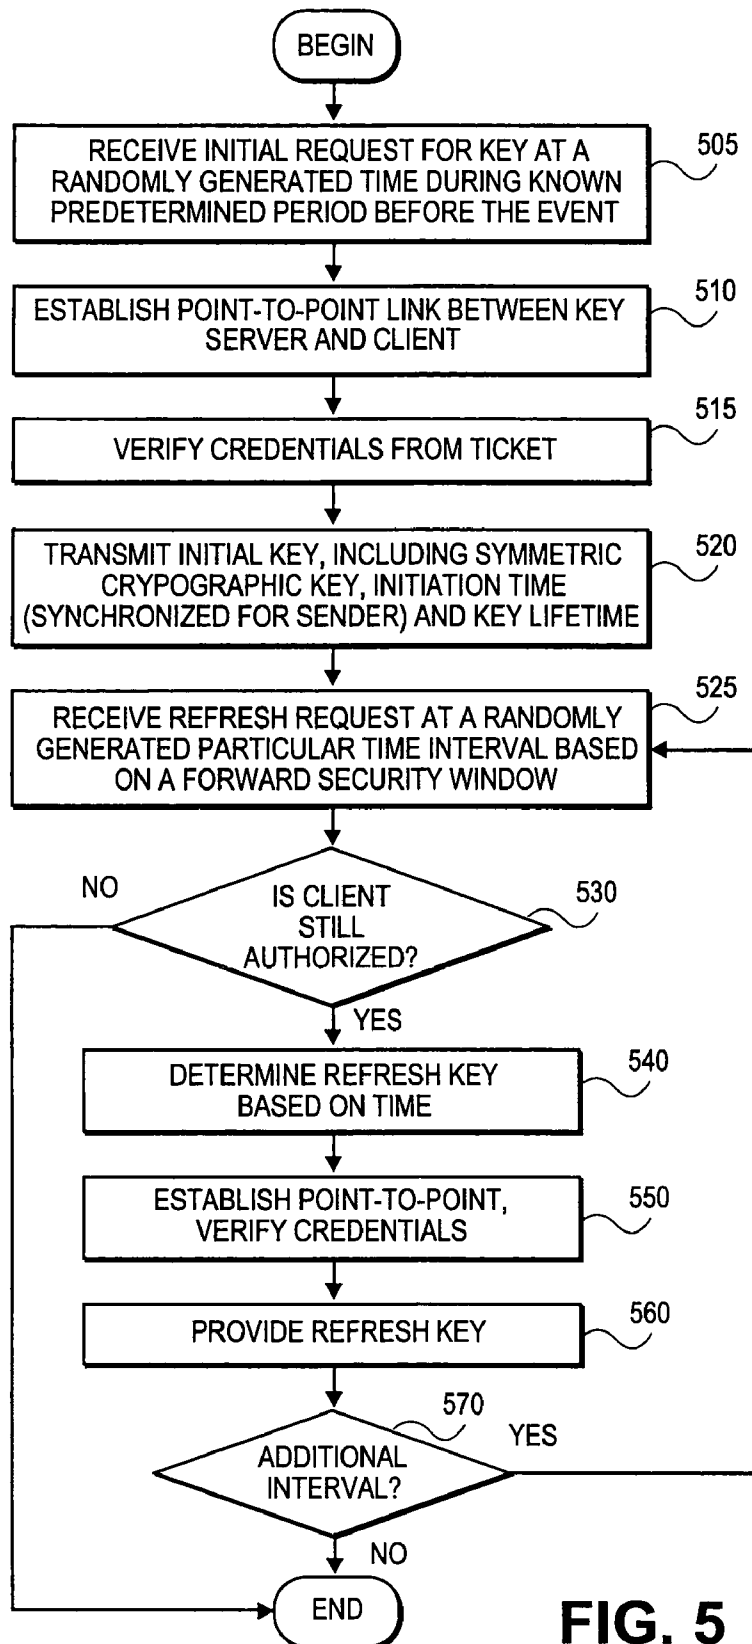 BEGIN
RECEIVE INITIAL REQUEST FOR KEY AT A
RANDOMLY GENERATED TIME DURING KNOWN
PREDETERMINED PERIOD BEFORE THE EVENT
505
ESTABLISH POINT-TO-POINT LINK BETWEEN KEY
SERVER AND CLIENT
510
VERIFY CREDENTIALS FROM TICKET
515
TRANSMIT INITIAL KEY, INCLUDING SYMMETRIC
CRYPOGRAPHIC KEY, INITIATION TIME
(SYNCHRONIZED FOR SENDER) AND KEY LIFETIME
520
RECEIVE REFRESH REQUEST AT A RANDOMLY
GENERATED PARTICULAR TIME INTERVAL BASED
ON A FORWARD SECURITY WINDOW
525
NO
IS CLIENT
STILL
AUTHORIZED?
530
YES
DETERMINE REFRESH KEY
BASED ON TIME
540
ESTABLISH POINT-TO-POINT,
VERIFY CREDENTIALS
550
PROVIDE REFRESH KEY
560
570
ADDITIONAL
INTERVAL?
YES
NO
END
FIG. 5